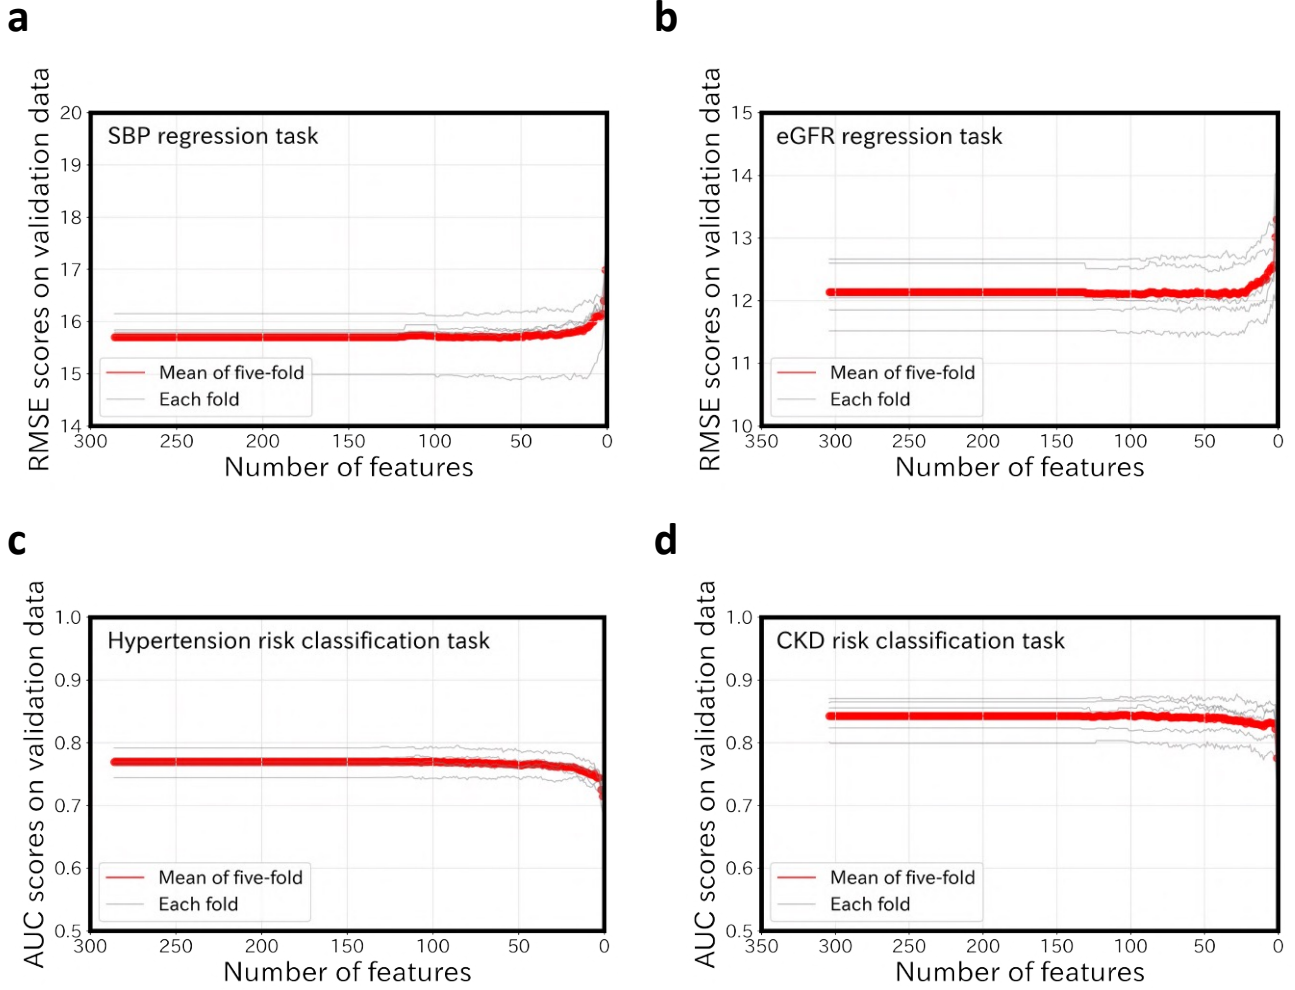 a
RMSE scores on validation data
20
19
18
17
16
15
14
SBP regression task
Mean of five-fold
Each fold
300 250 200 150 100 50 0
Number of features
b
RMSE scores on validation data
15
14
13
12
11
10
eGFR regression task
Mean of five-fold
Each fold
350 300 250 200 150 100 50 0
Number of features
c
AUC scores on validation data
1.0
0.9
0.8
0.7
0.6
0.5
Hypertension risk classification task
Mean of five-fold
Each fold
300 250 200 150 100 50 0
Number of features
d
AUC scores on validation data
1.0
0.9
0.8
0.7
0.6
0.5
CKD risk classification task
Mean of five-fold
Each fold
350 300 250 200 150 100 50 0
Number of features